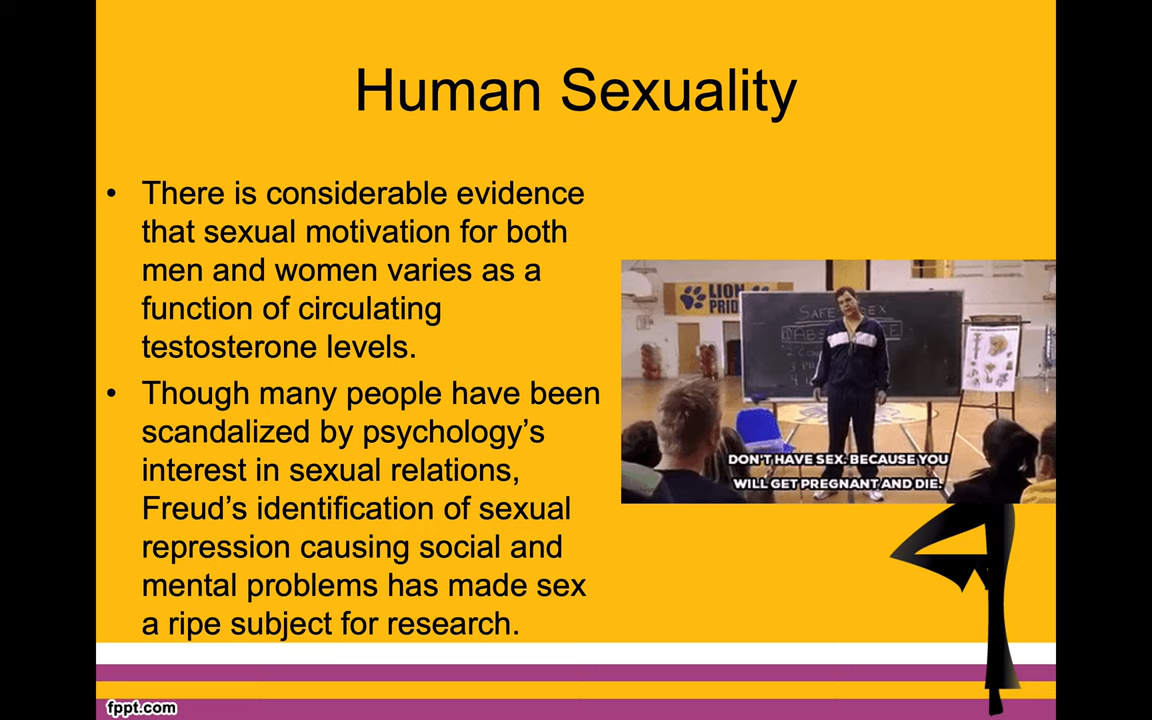 Human Sexuality
• There is considerable evidence
that sexual motivation for both
men and women varies as a
function of circulating
testosterone levels.
• Though many people have been
scandalized by psychology’s
interest in sexual relations,
Freud’s identification of sexual
repression causing social and
mental problems has made sex
a ripe subject for research.
LION
PRIDE
SAFE SEX
DON'T HAVE SEX. BECAUSE YOU
WILL GET PREGNANT AND DIE.
fppt.com